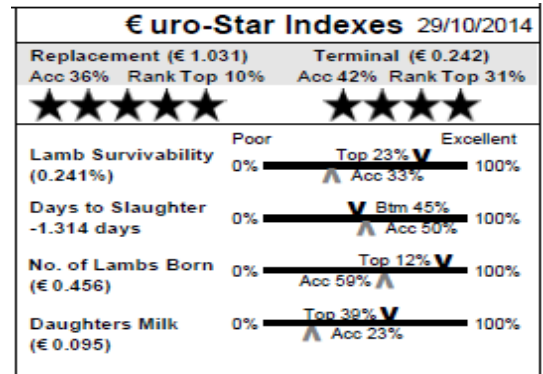 €uro-Star Indexes 29/10/2014
Replacement (€ 1.031) Terminal (€ 0.242)
Acc 36% Rank Top 10% Acc 42% Rank Top 31%
Poor Excellent
Lamb Survivability
(0.241%)
0% Top 23% 100%
Acc 33%
Days to Slaughter
-1.314 days
0% Btm 45% 100%
Acc 50%
No. of Lambs Born
(€ 0.456)
0% Top 12% 100%
Acc 59%
Daughters Milk
(€ 0.095)
0% Top 39% 100%
Acc 23%